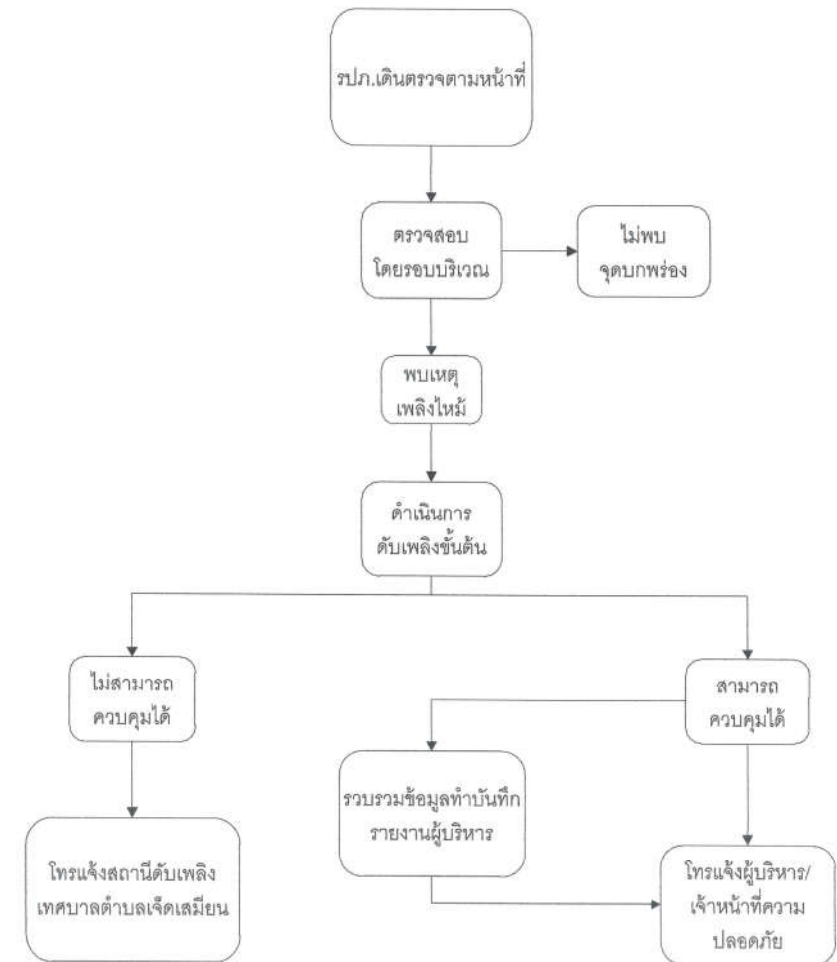 รปภ.เดินตรวจตามหน้าที่
ตรวจสอบ
โดยรอบบริเวณ
ไม่พบ
จุดบกพร่อง
พบเหตุ
เพลิงไหม้
ดำเนินการ
ดับเพลิงขั้นต้น
ไม่สามารถ
ควบคุมได้
สามารถ
ควบคุมได้
รวบรวมข้อมูลทำบันทึก
รายงานผู้บริหาร
โทรแจ้งสถานีดับเพลิง
เทศบาลตำบลเจ็ดเสมียน
โทรแจ้งผู้บริหาร/
เจ้าหน้าที่ความ
ปลอดภัย